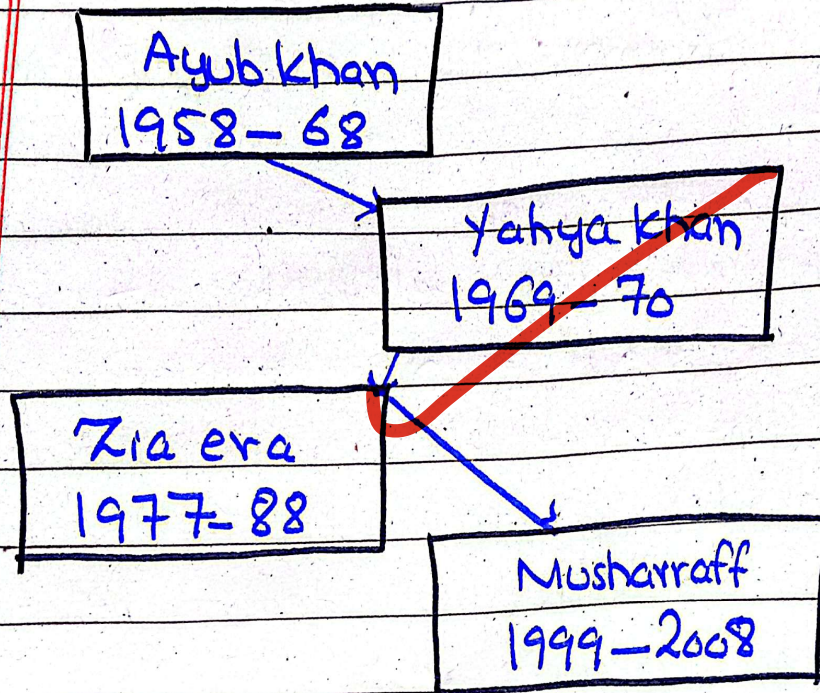 Ayub khan
1958-68
Yahya khan
1969-70
Zia era
1977-88
Musharraff
1999-2008